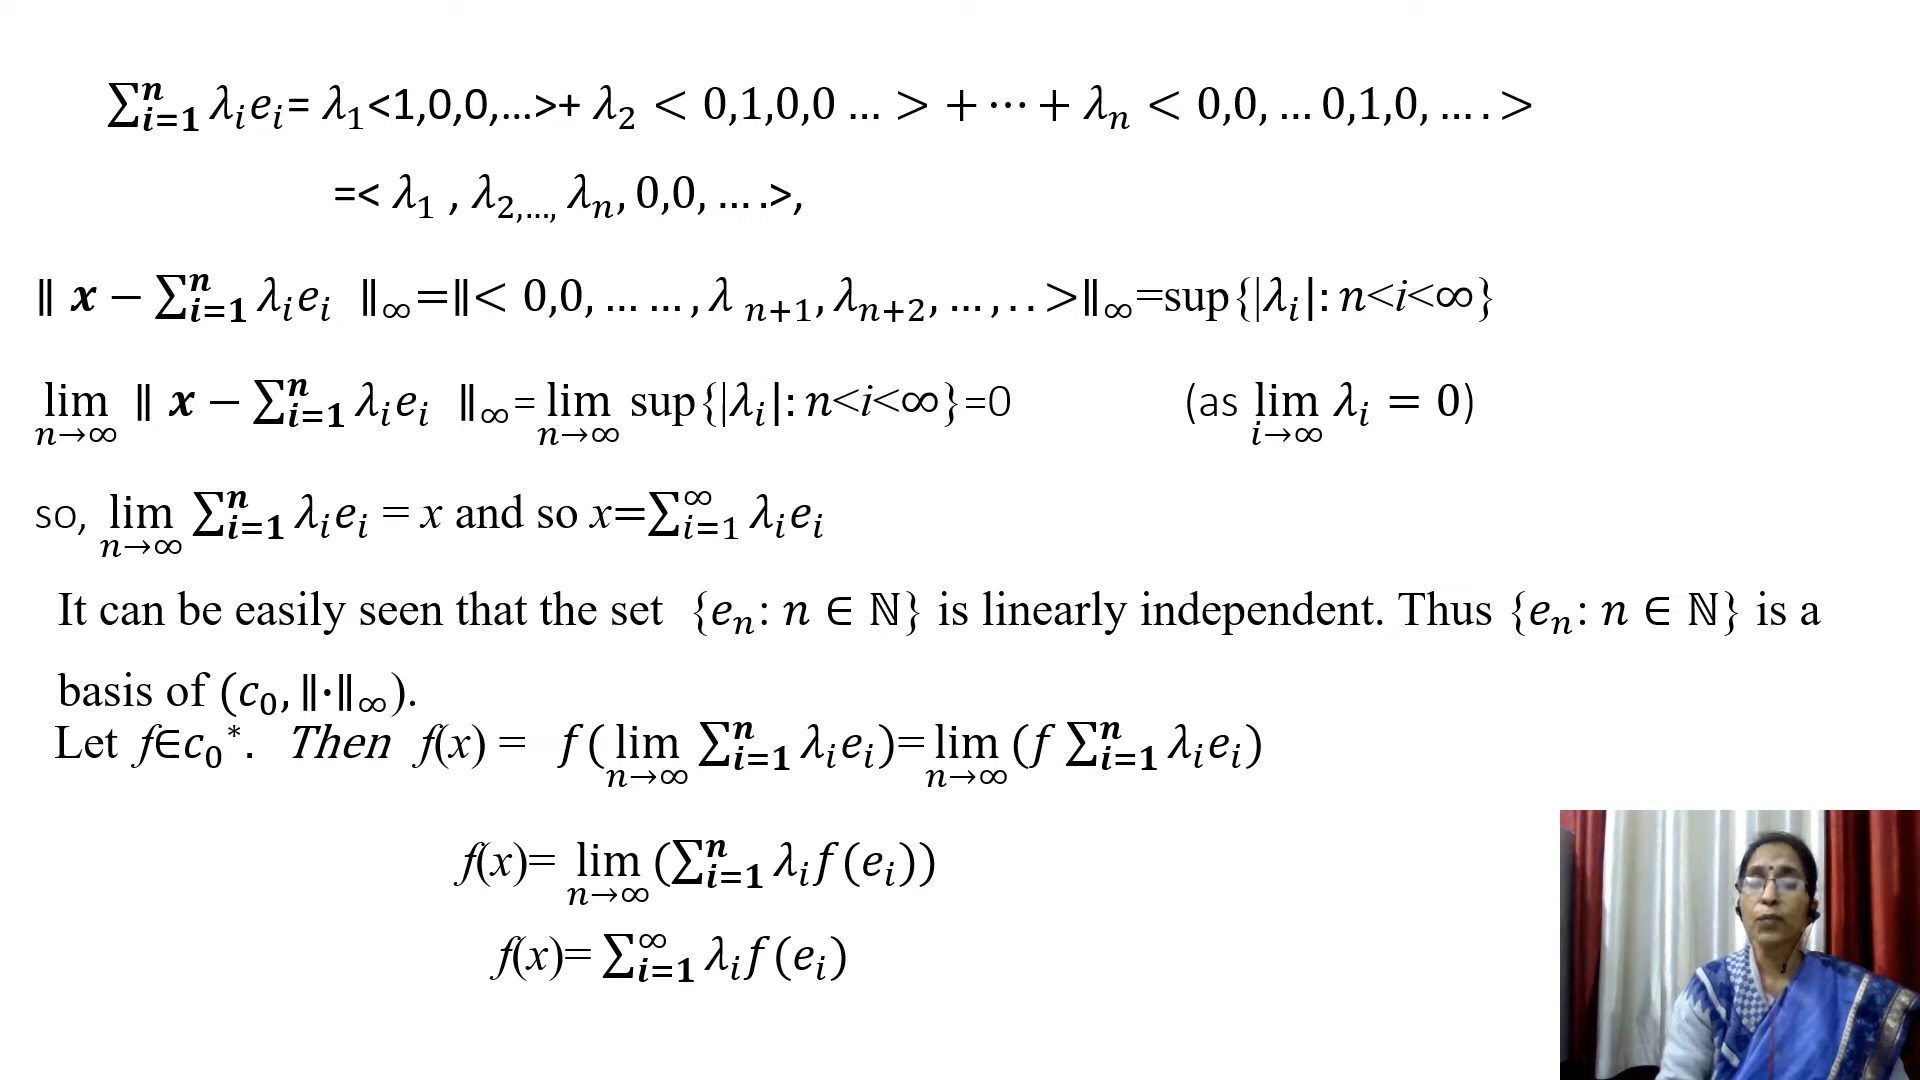 ∑ⁿᵢ₌₁ λᵢeᵢ= λ₁<1,0,0,…>+ λ₂ < 0,1,0,0 … > + ⋯ + λₙ < 0,0, … 0,1,0, … . >
=< λ₁ , λ₂,…, λₙ, 0,0, … .>,
‖ x − ∑ⁿᵢ₌₁ λᵢeᵢ ‖∞=‖< 0,0, … … , λ ₙ₊₁, λₙ₊₂, … , . . >‖∞=sup{|λᵢ|: n<i<∞}
lim n→∞ ‖ x − ∑ⁿᵢ₌₁ λᵢeᵢ ‖∞= lim n→∞ sup{|λᵢ|: n<i<∞}=0 (as lim i→∞ λᵢ = 0)
so, lim n→∞ ∑ⁿᵢ₌₁ λᵢeᵢ = x and so x=∑^∞ᵢ₌₁ λᵢeᵢ
It can be easily seen that the set {eₙ: n ∈ ℕ} is linearly independent. Thus {eₙ: n ∈ ℕ} is a
basis of (c₀, ‖·‖∞).
Let f∈c₀*. Then f(x) = f(lim n→∞ ∑ⁿᵢ₌₁ λᵢeᵢ)= lim n→∞ (f ∑ⁿᵢ₌₁ λᵢeᵢ)
f(x)= lim n→∞ (∑ⁿᵢ₌₁ λᵢf(eᵢ))
f(x)= ∑^∞ᵢ₌₁ λᵢf(eᵢ)